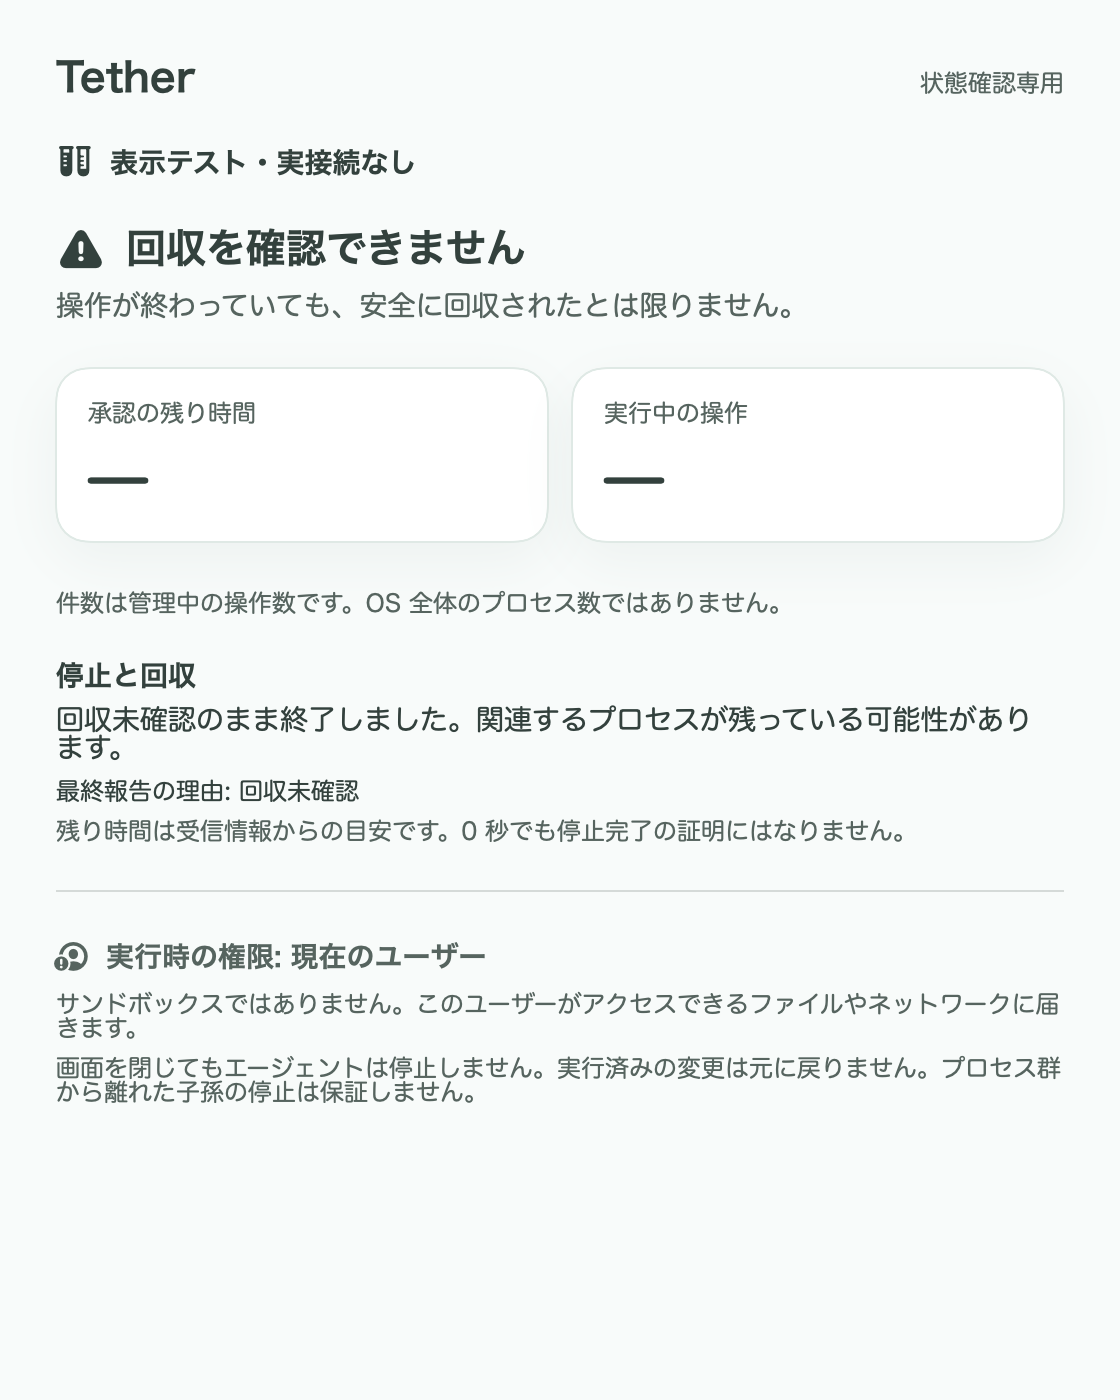 Tether
状態確認専用
表示テスト・実接続なし
回収を確認できません
操作が終わっていても、安全に回収されたとは限りません。
承認の残り時間
—
実行中の操作
—
件数は管理中の操作数です。OS 全体のプロセス数ではありません。
停止と回収
回収未確認のまま終了しました。関連するプロセスが残っている可能性があり
ます。
最終報告の理由: 回収未確認
残り時間は受信情報からの目安です。0 秒でも停止完了の証明にはなりません。
実行時の権限: 現在のユーザー
サンドボックスではありません。このユーザーがアクセスできるファイルやネットワークに届
きます。
画面を閉じてもエージェントは停止しません。実行済みの変更は元に戻りません。プロセス群
から離れた子孫の停止は保証しません。